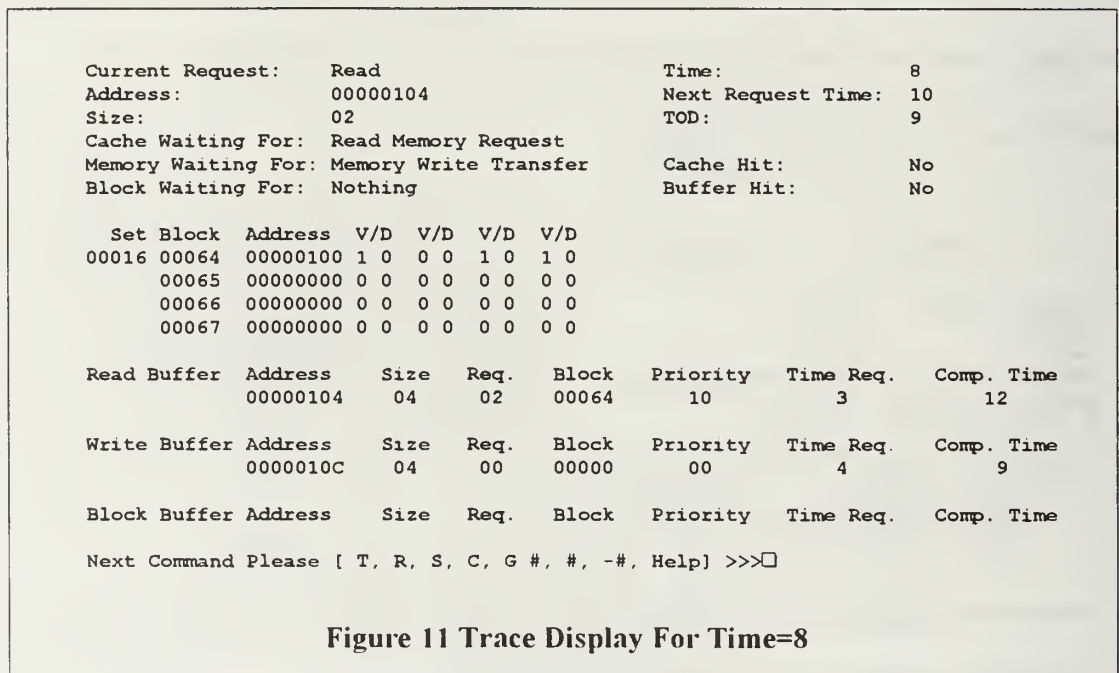 Current Request: Read Time: 8
Address: 00000104 Next Request Time: 10
Size: 02 TOD: 9
Cache Waiting For: Read Memory Request
Memory Waiting For: Memory Write Transfer Cache Hit: No
Block Waiting For: Nothing Buffer Hit: No
Set Block Address V/D V/D V/D V/D
00016 00064 00000100 1 0 0 0 1 0 1 0
00065 00000000 0 0 0 0 0 0 0 0
00066 00000000 0 0 0 0 0 0 0 0
00067 00000000 0 0 0 0 0 0 0 0
Read Buffer Address Size Req. Block Priority Time Req. Comp. Time
00000104 04 02 00064 10 3 12
Write Buffer Address Size Req. Block Priority Time Req. Comp. Time
0000010C 04 00 00000 00 4 9
Block Buffer Address Size Req. Block Priority Time Req. Comp. Time
Next Command Please [ T, R, S, C, G #, #, -#, Help] >>>
Figure 11 Trace Display For Time=8